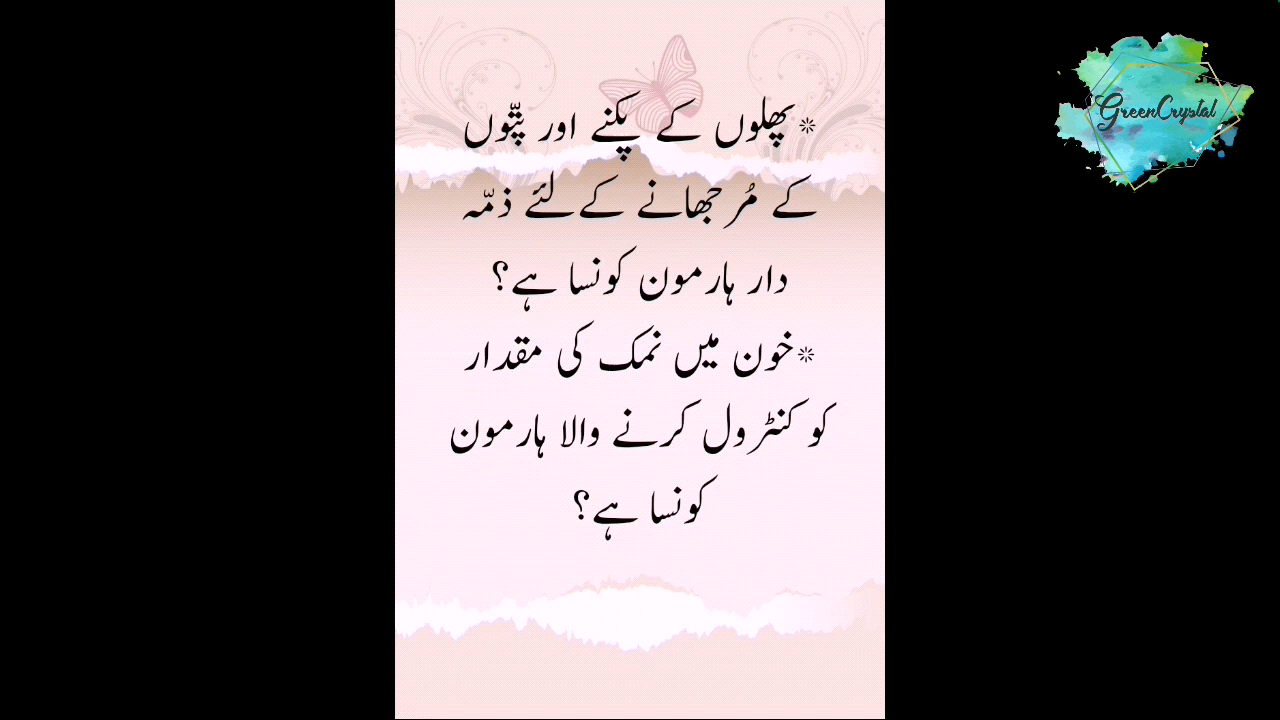 * پھلوں کے پکنے اور پتّوں
کے مُرجھانے کے لئے ذمّہ
دار ہارمون کونسا ہے؟
* خون میں نمک کی مقدار
کو کنٹرول کرنے والا ہارمون
کونسا ہے؟
GreenCrystal